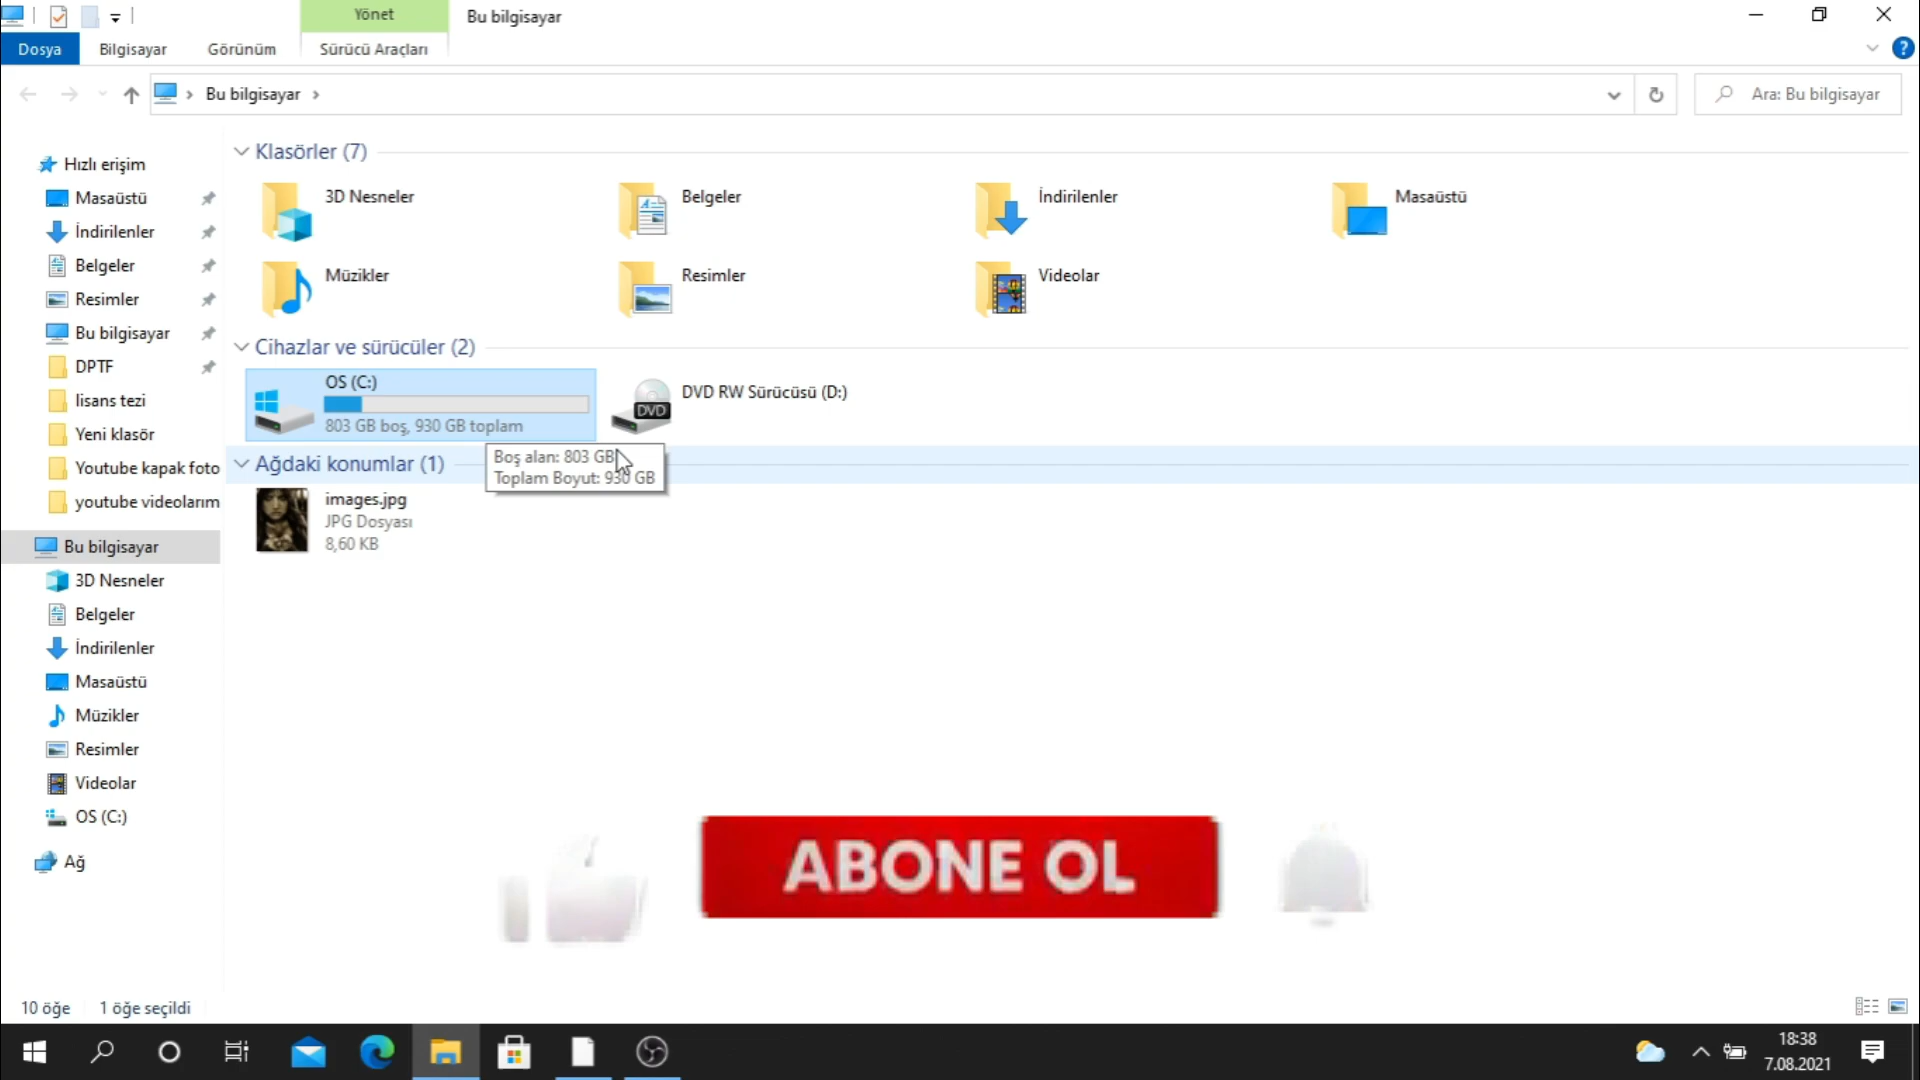 Yönet
Bu bilgisayar
Dosya
Bilgisayar
Görünüm
Sürücü Araçları
?
Bu bilgisayar
Ara: Bu bilgisayar
Hızlı erişim
Masaüstü
İndirilenler
Belgeler
Resimler
Bu bilgisayar
DPTF
lisans tezi
Yeni klasör
Youtube kapak foto
youtube videolarım
Bu bilgisayar
3D Nesneler
Belgeler
İndirilenler
Masaüstü
Müzikler
Resimler
Videolar
OS (C:)
Ağ
Klasörler (7)
3D Nesneler
Belgeler
İndirilenler
Masaüstü
Müzikler
Resimler
Videolar
Cihazlar ve sürücüler (2)
OS (C:)
803 GB boş, 930 GB toplam
DVD
DVD RW Sürücüsü (D:)
Boş alan: 803 GB
Toplam Boyut: 930 GB
Ağdaki konumlar (1)
images.jpg
JPG Dosyası
8,60 KB
ABONE OL
10 öğe
1 öğe seçildi
18:38
7.08.2021